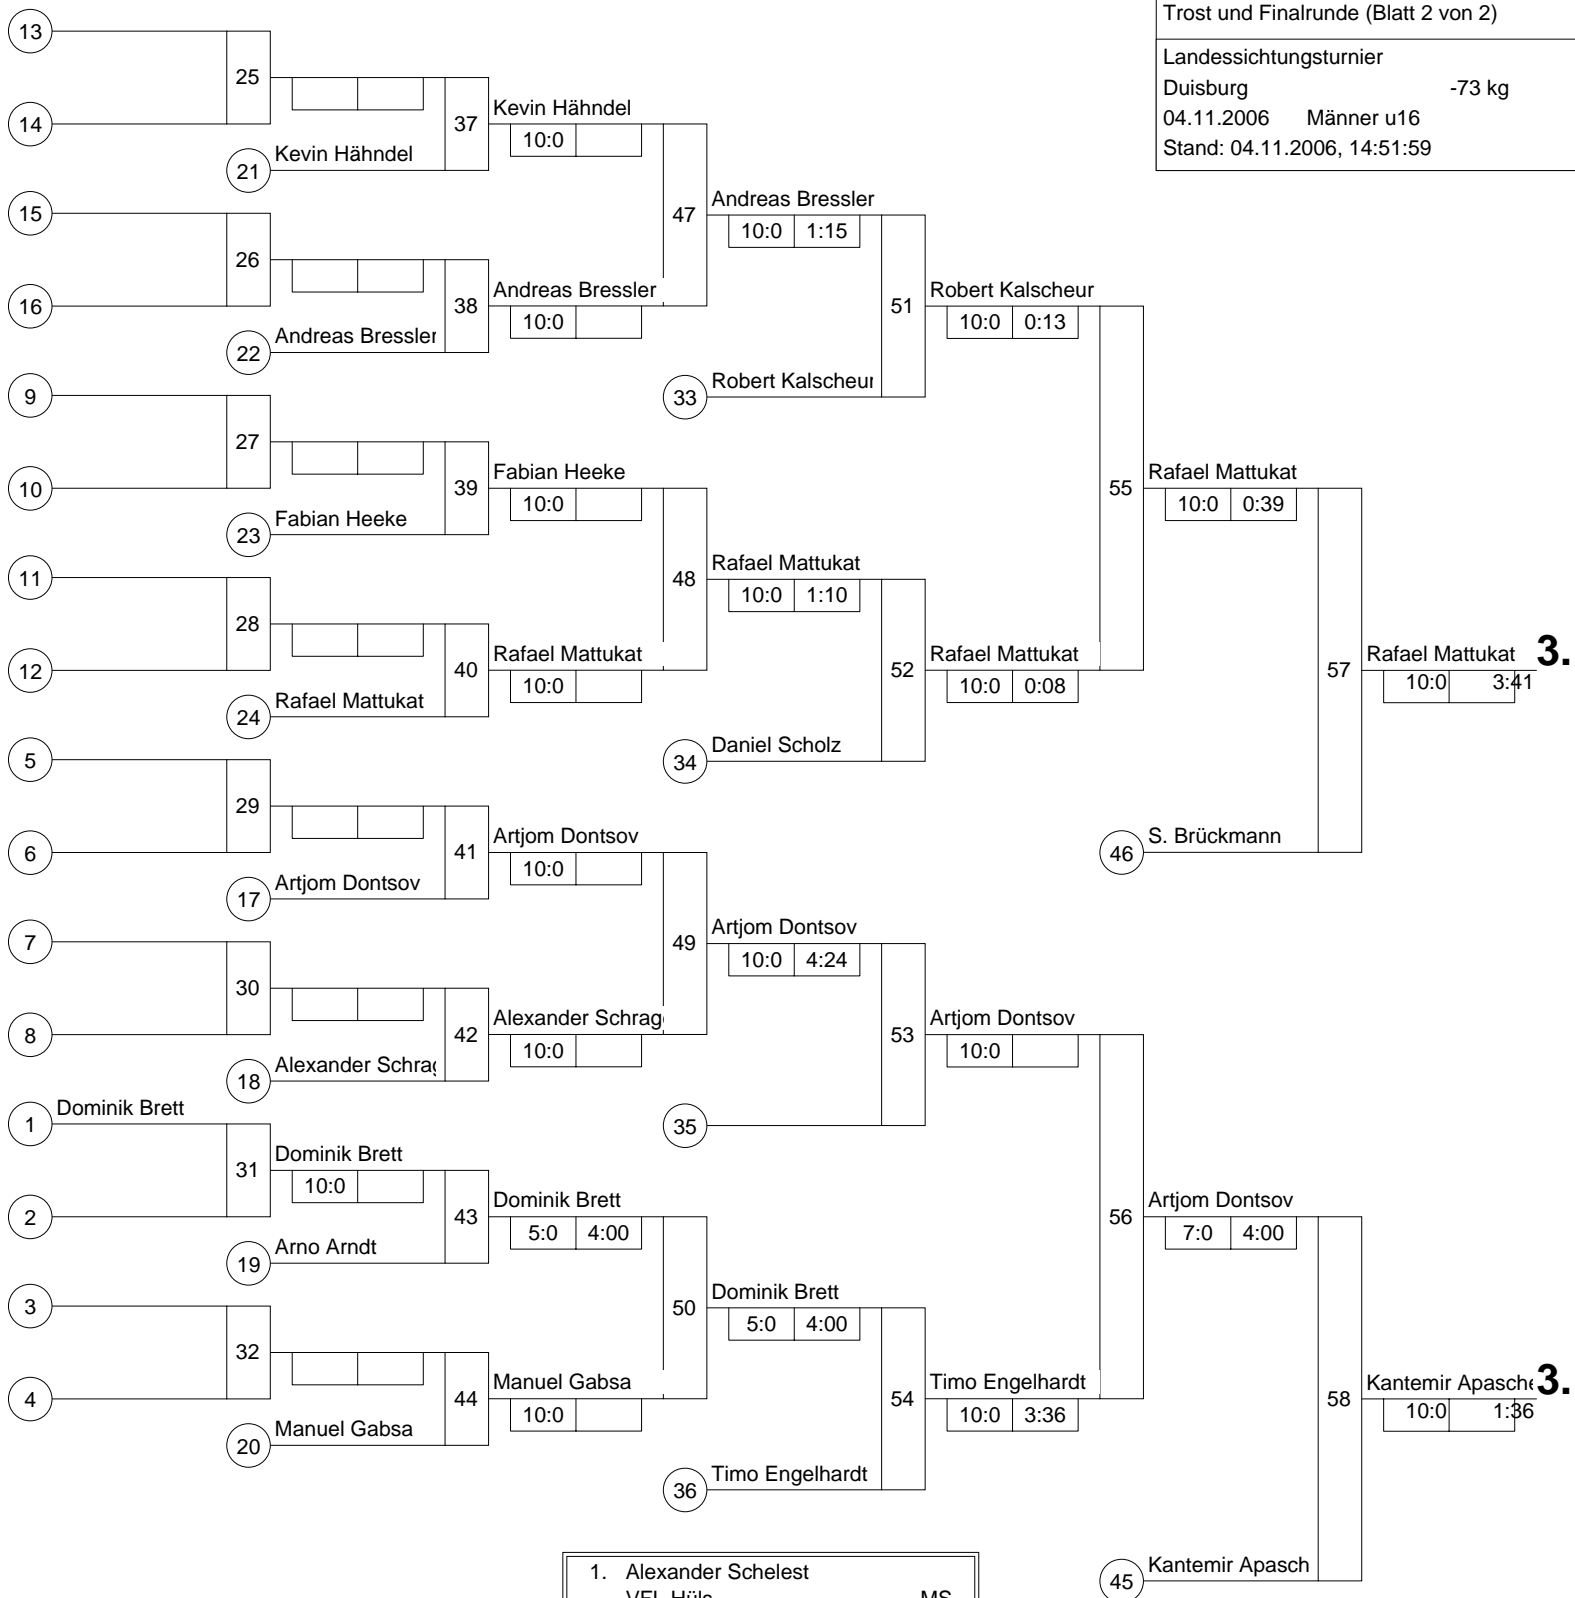 Trost und Finalrunde (Blatt 2 von 2)
Landessichtungsturnier
Duisburg -73 kg
04.11.2006 Männer u16
Stand: 04.11.2006, 14:51:59
13
25
14
37
Kevin Hähndel
10:0
21 Kevin Hähndel
15
47
Andreas Bressler
10:0 1:15
26
16
38
Andreas Bressler
10:0
22 Andreas Bressler
51
Robert Kalscheur
10:0 0:13
9
33 Robert Kalscheur
27
10
39
Fabian Heeke
10:0
55
Rafael Mattukat
10:0 0:39
23 Fabian Heeke
11
48
Rafael Mattukat
10:0 1:10
28
12
40
Rafael Mattukat
10:0
52
Rafael Mattukat
10:0 0:08
57
Rafael Mattukat 3.
10:0 3:41
24 Rafael Mattukat
5
34 Daniel Scholz
29
6
41
Artjom Dontsov
10:0
46 S. Brückmann
17 Artjom Dontsov
7
49
Artjom Dontsov
10:0 4:24
30
8
42
Alexander Schrag
10:0
53
Artjom Dontsov
10:0
18 Alexander Schrag
1 Dominik Brett
35
31
Dominik Brett
10:0
2
43
Dominik Brett
5:0 4:00
56
Artjom Dontsov
7:0 4:00
19 Arno Arndt
3
50
Dominik Brett
5:0 4:00
32
4
44
Manuel Gabsa
10:0
54
Timo Engelhardt
10:0 3:36
58
Kantemir Apasche 3.
10:0 1:36
20 Manuel Gabsa
36 Timo Engelhardt
45 Kantemir Apasch
1. Alexander Schelest
VFL Hüls MS